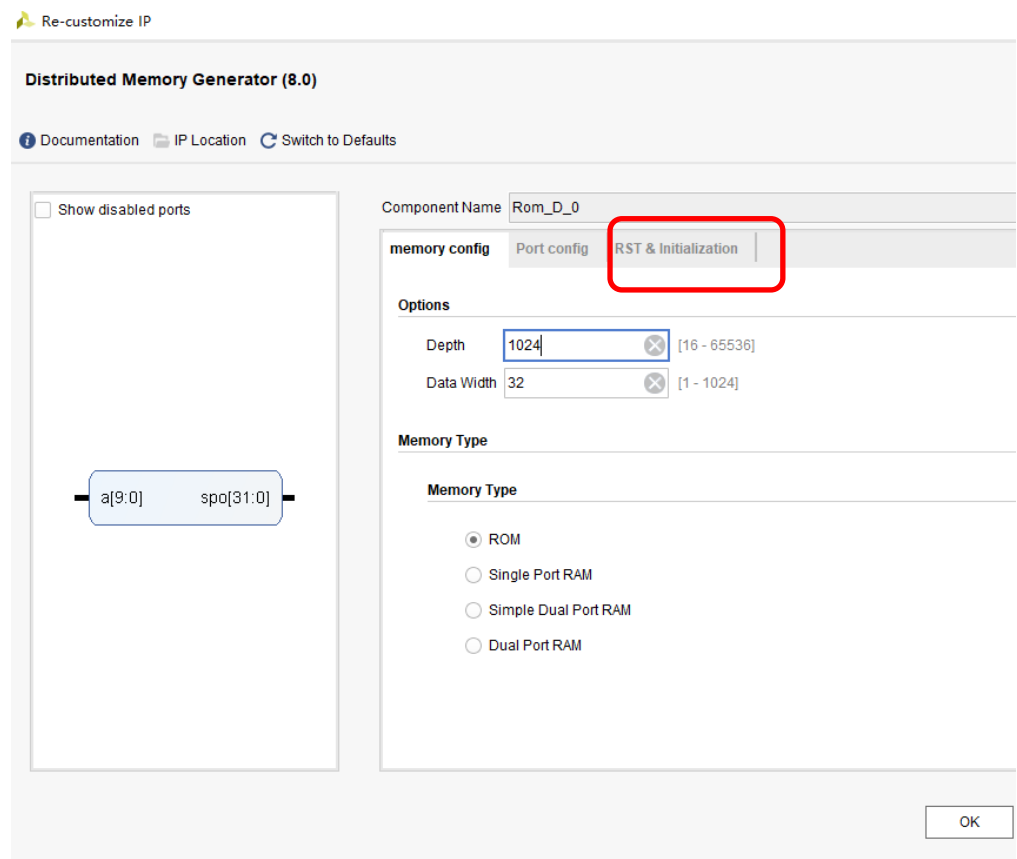 Re-customize IP
Distributed Memory Generator (8.0)
Documentation IP Location Switch to Defaults
Show disabled ports
a[9:0] spo[31:0]
Component Name Rom_D_0
memory config Port config RST & Initialization
Options
Depth 1024 [16 - 65536]
Data Width 32 [1 - 1024]
Memory Type
Memory Type
ROM
Single Port RAM
Simple Dual Port RAM
Dual Port RAM
OK